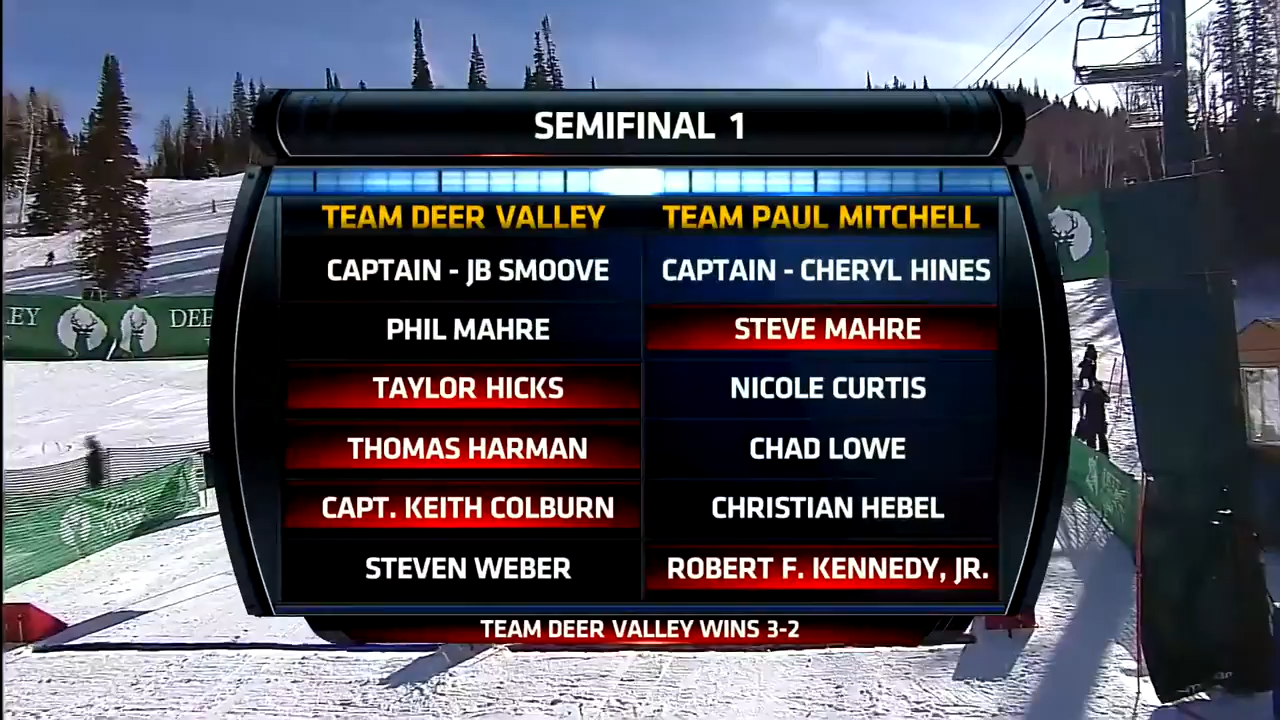 SEMIFINAL 1
TEAM DEER VALLEY TEAM PAUL MITCHELL
CAPTAIN - JB SMOOVE CAPTAIN - CHERYL HINES
PHIL MAHRE STEVE MAHRE
TAYLOR HICKS NICOLE CURTIS
THOMAS HARMAN CHAD LOWE
CAPT. KEITH COLBURN CHRISTIAN HEBEL
STEVEN WEBER ROBERT F. KENNEDY, JR.
TEAM DEER VALLEY WINS 3-2
EY DEE